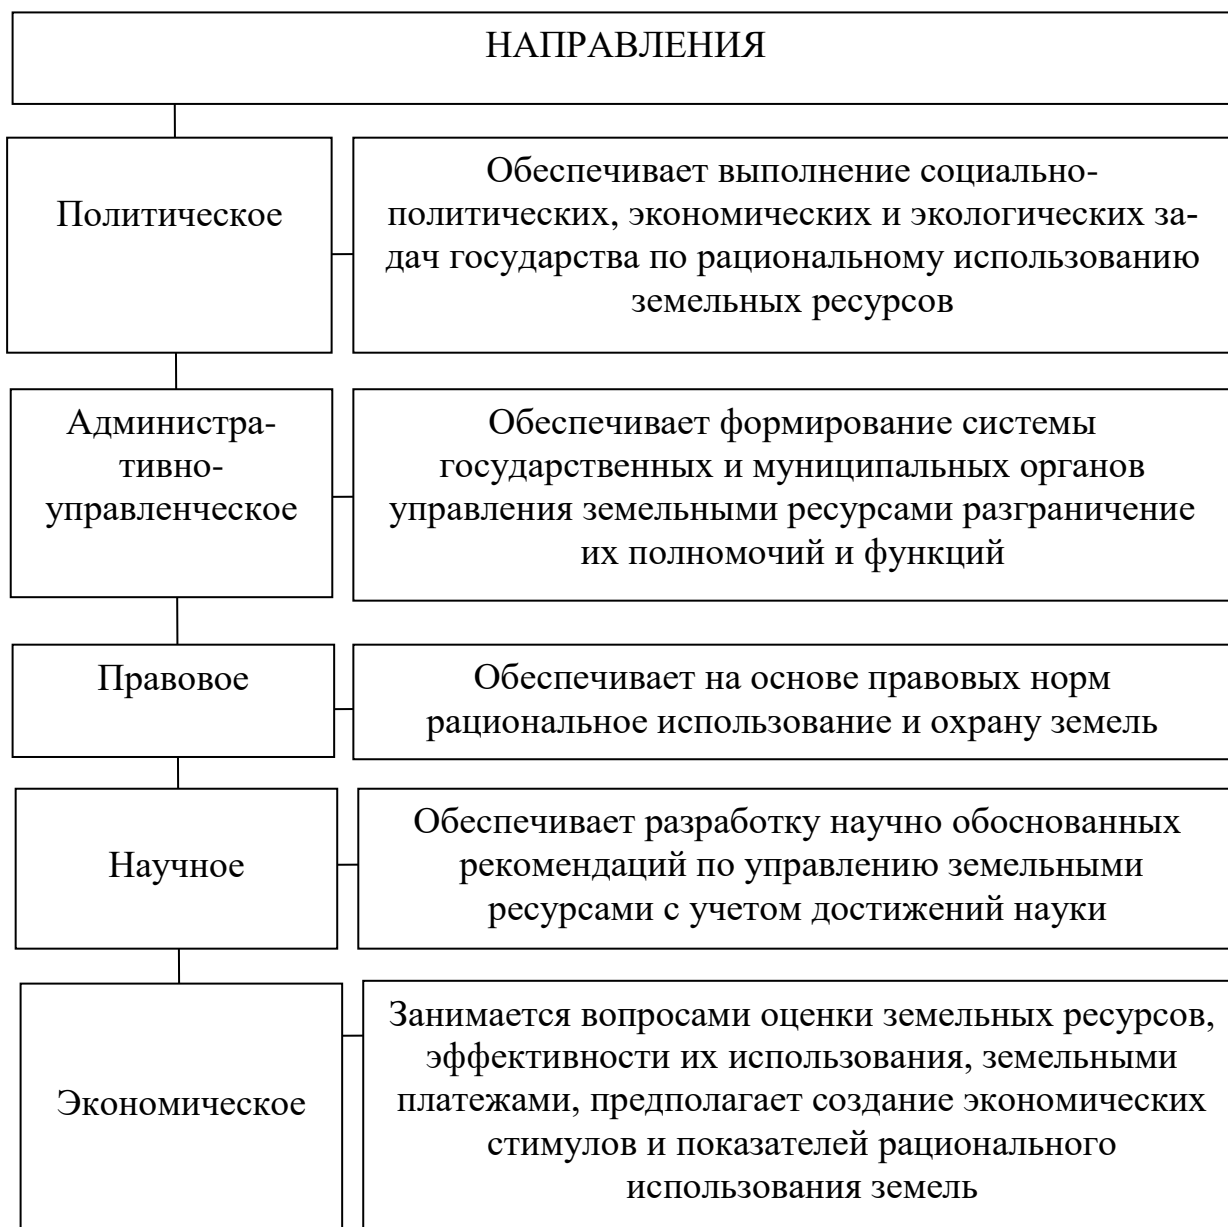 НАПРАВЛЕНИЯ
Политическое
Обеспечивает выполнение социально-
политических, экономических и экологических за-
дач государства по рациональному использованию
земельных ресурсов
Администра-
тивно-
управленческое
Обеспечивает формирование системы
государственных и муниципальных органов
управления земельными ресурсами разграничение
их полномочий и функций
Правовое
Обеспечивает на основе правовых норм
рациональное использование и охрану земель
Научное
Обеспечивает разработку научно обоснованных
рекомендаций по управлению земельными
ресурсами с учетом достижений науки
Экономическое
Занимается вопросами оценки земельных ресурсов,
эффективности их использования, земельными
платежами, предполагает создание экономических
стимулов и показателей рационального
использования земель